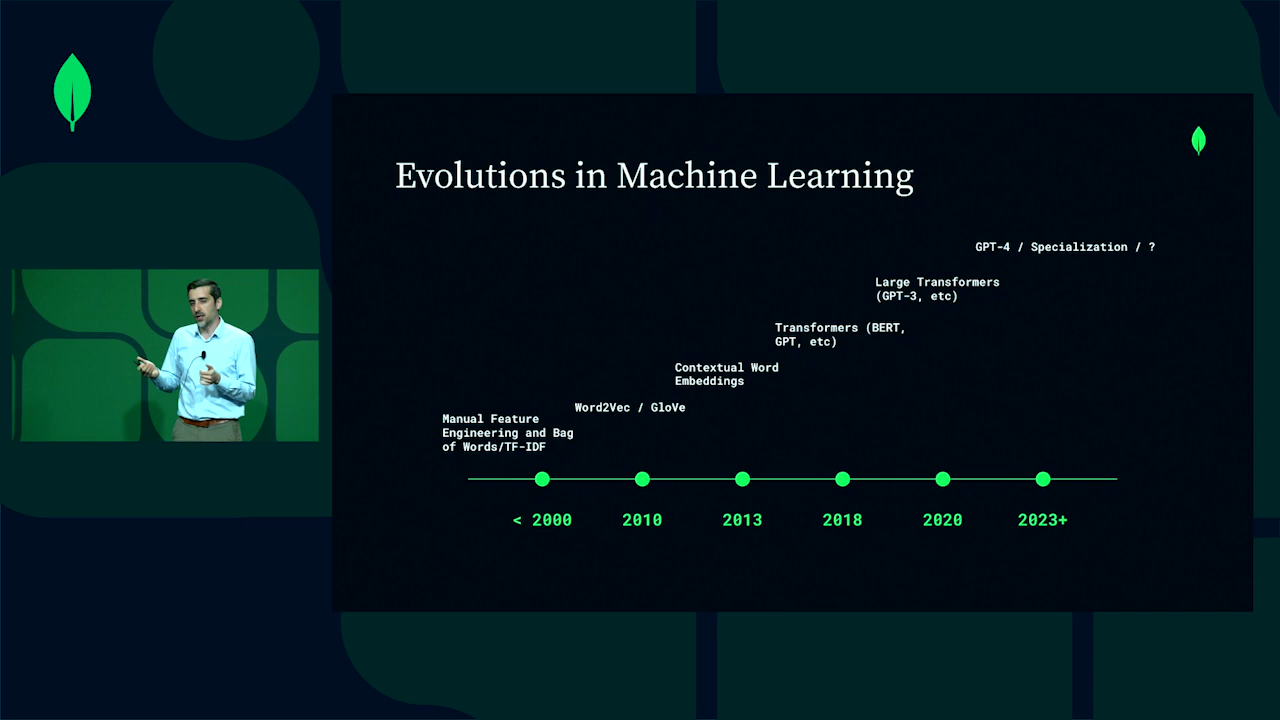 Evolutions in Machine Learning
GPT-4 / Specialization / ?
Large Transformers
(GPT-3, etc)
Transformers (BERT,
GPT, etc)
Contextual Word
Embeddings
Word2Vec / GloVe
Manual Feature
Engineering and Bag
of Words/TF-IDF
< 2000
2010
2013
2018
2020
2023+